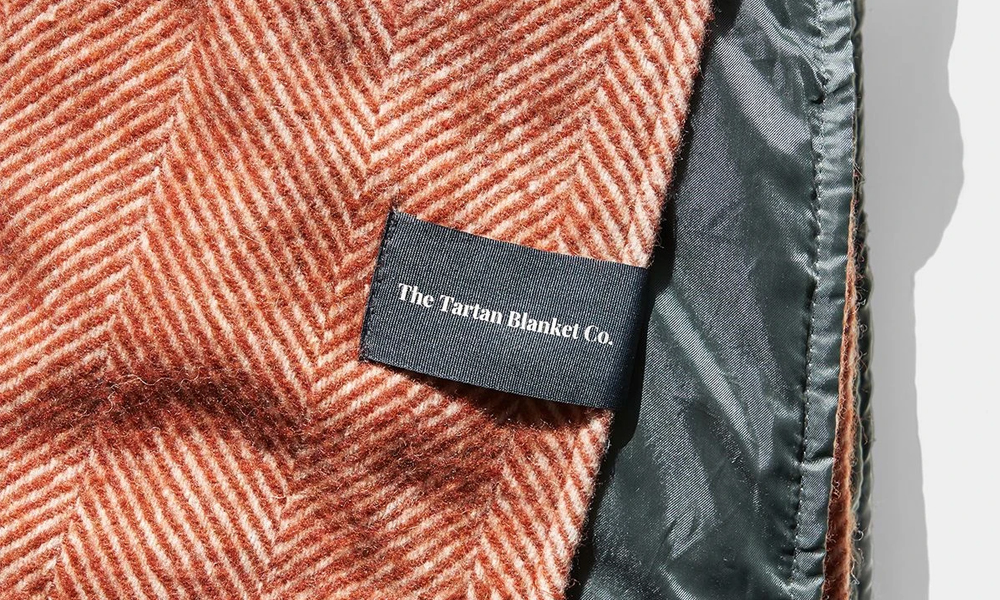 The Tartan Blanket Co.